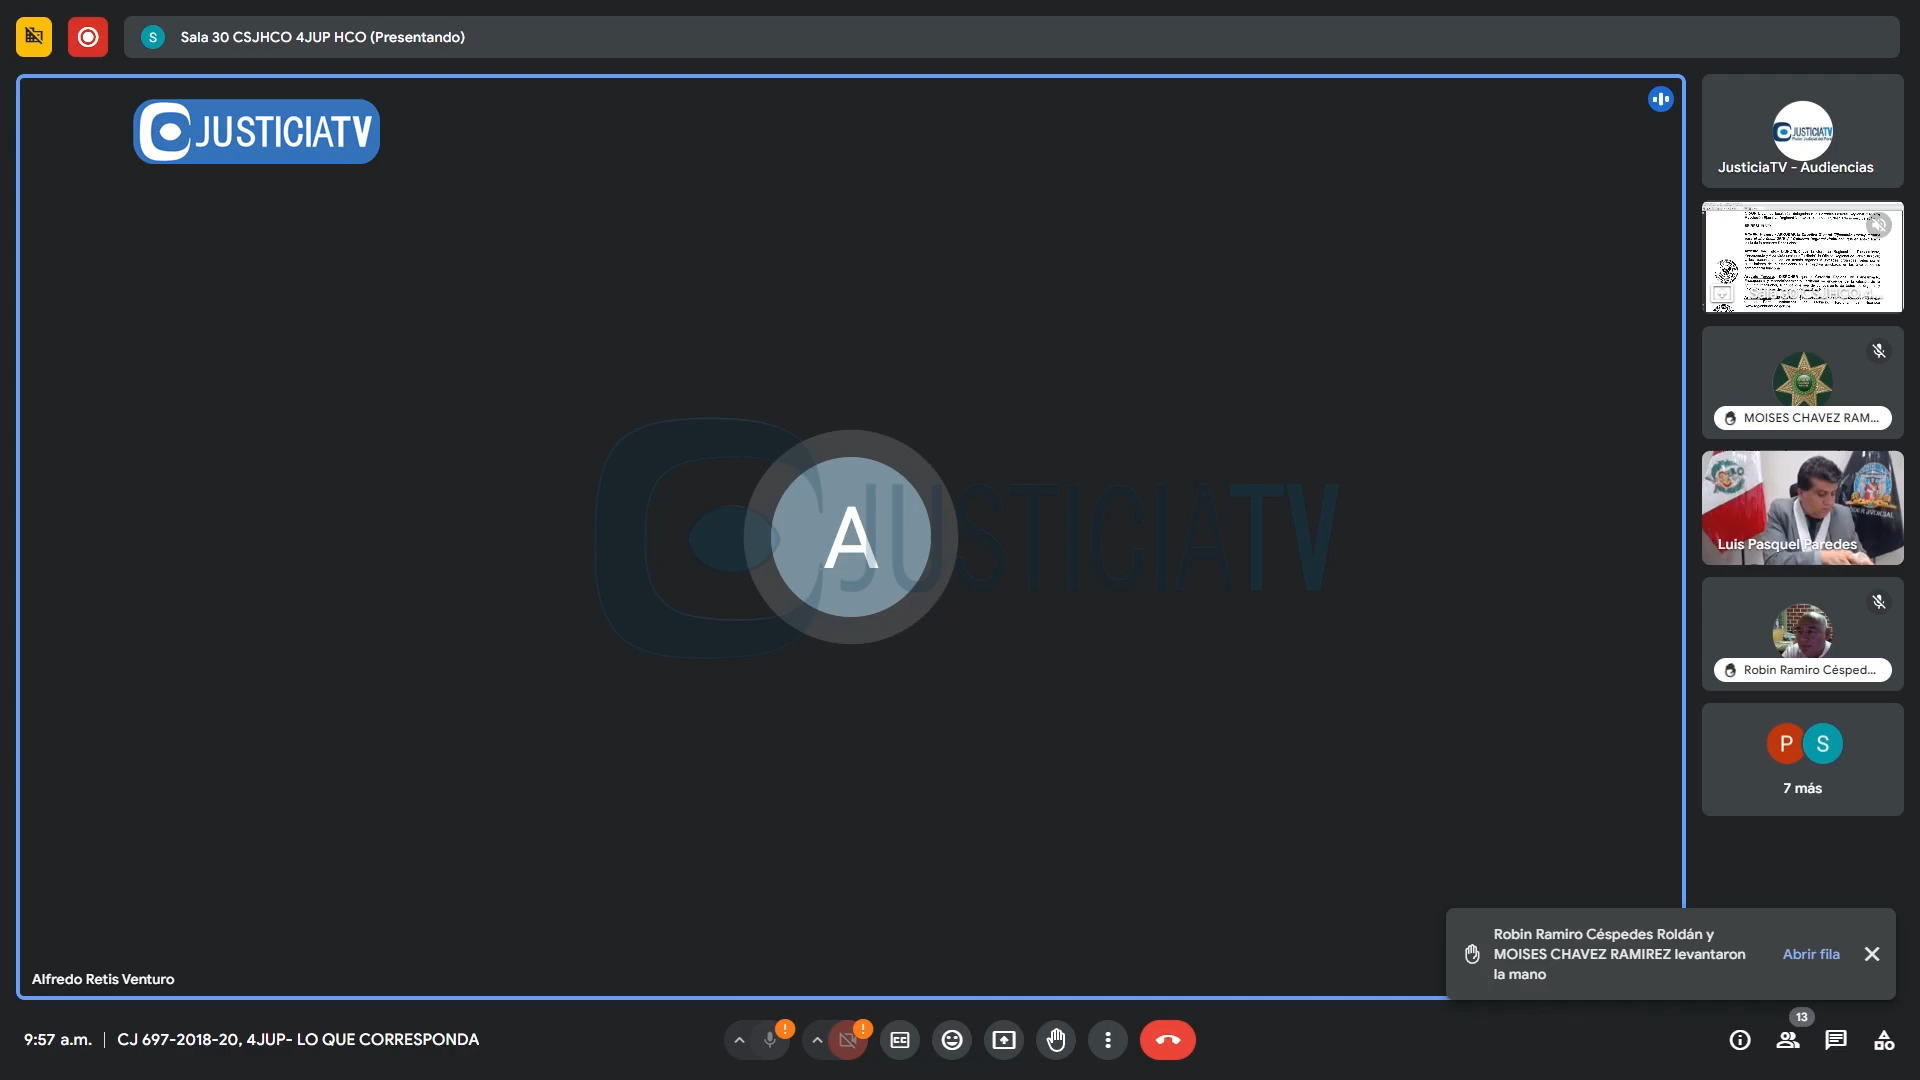 S Sala 30 CSJHCO 4JUP HCO (Presentando)
JUSTICIATV
JUSTICIATV
JusticiaTV - Audiencias
MOISES CHAVEZ RAM...
Luis Pasquel Paredes
Robin Ramiro Césped...
P S
7 más
A
JUSTICIATV
Alfredo Retis Venturo
Robin Ramiro Céspedes Roldán y
MOISES CHAVEZ RAMIREZ levantaron
la mano
Abrir fila
9:57 a.m. | CJ 697-2018-20, 4JUP- LO QUE CORRESPONDA
13